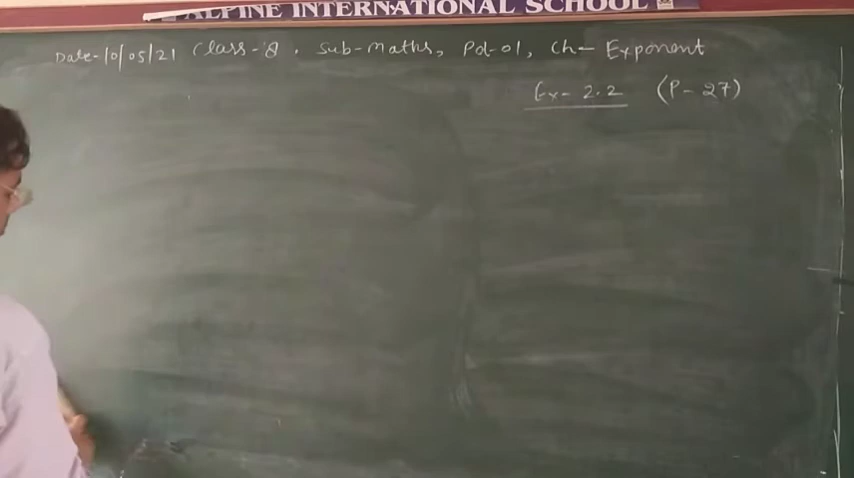 ALPINE INTERNATIONAL SCHOOL
Date-10/05/21 Class-8, Sub-Maths, Pd-01, Ch- Exponent
Ex- 2.2 (P- 27)